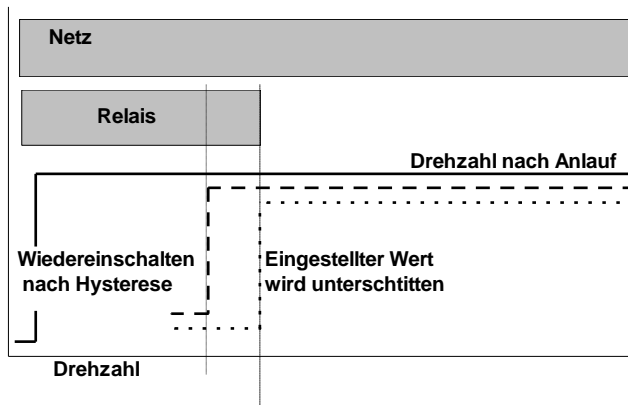 Netz
Relais
Drehzahl nach Anlauf
Wiedereinschalten
nach Hysterese
Eingestellter Wert
wird unterschtitten
Drehzahl